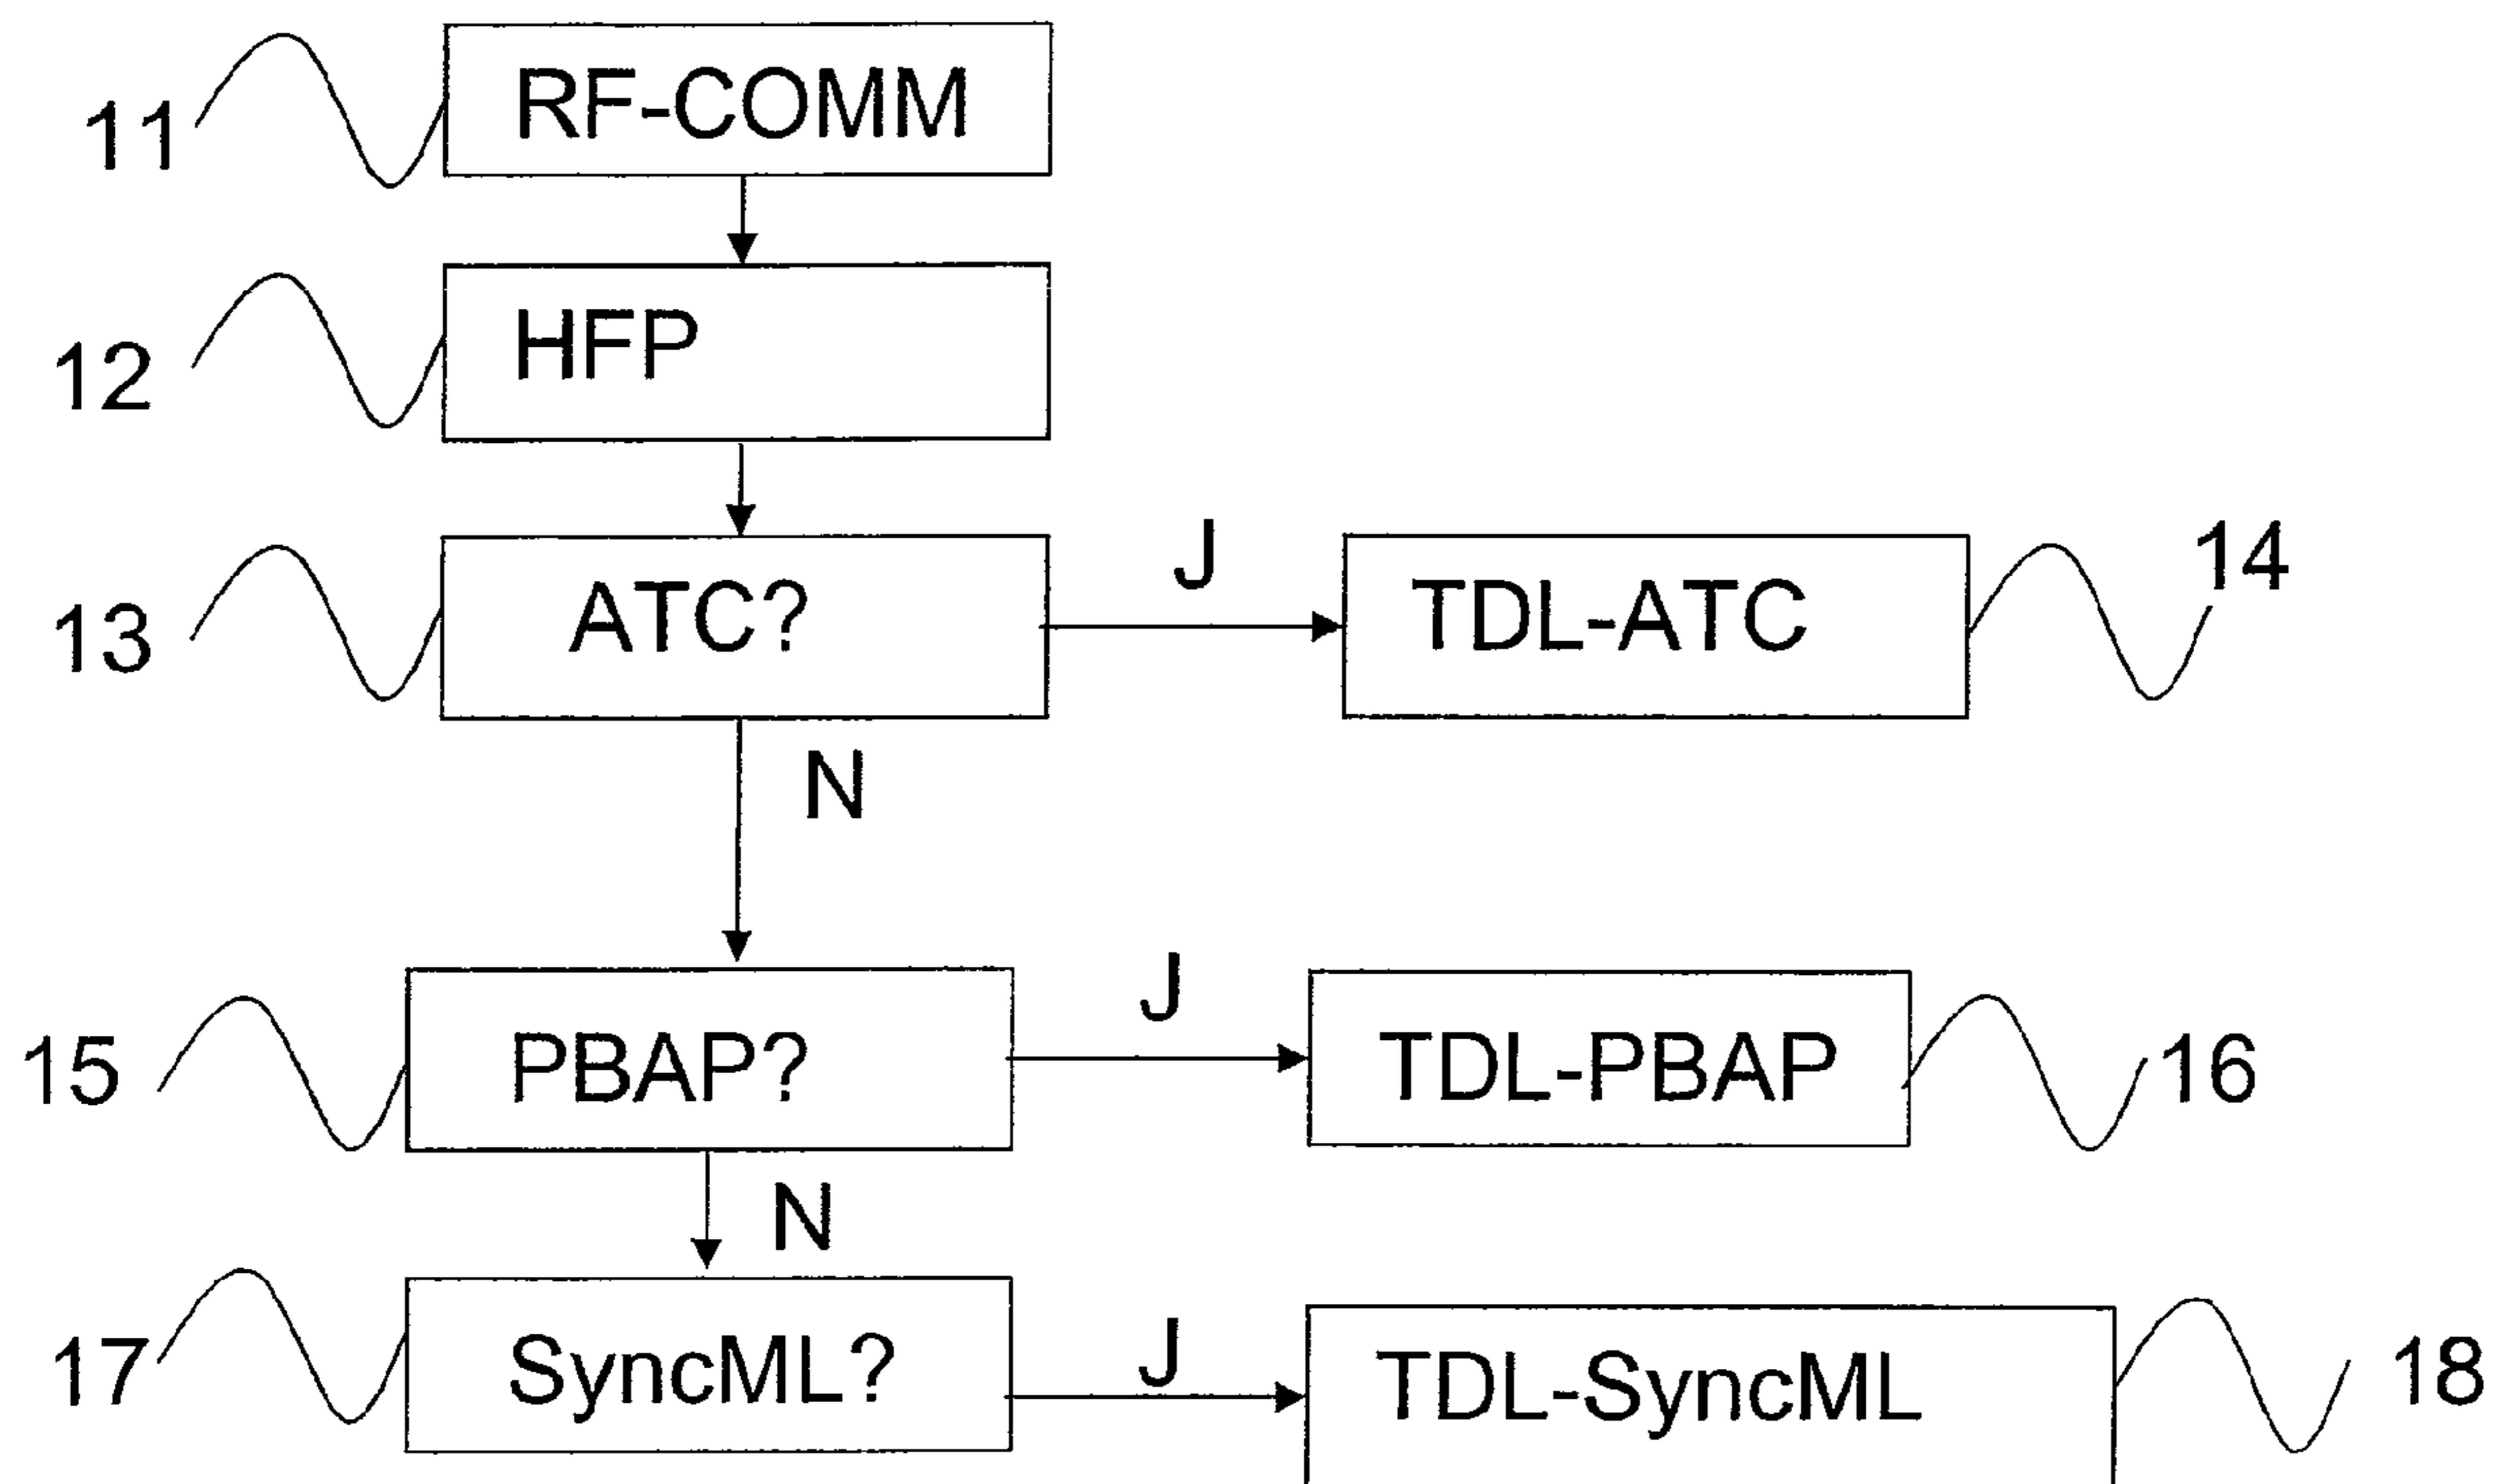 11
RF-COMM
12
HFP
13
ATC?
J
TDL-ATC
14
N
15
PBAP?
J
TDL-PBAP
16
N
17
SyncML?
J
TDL-SyncML
18